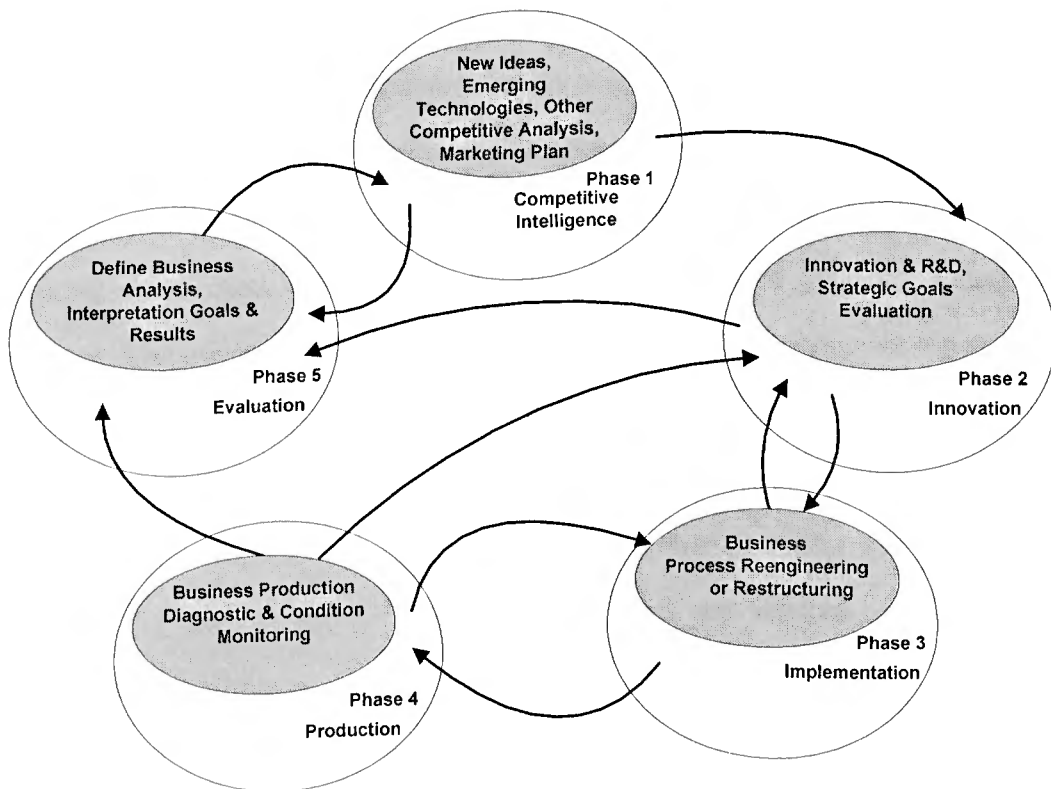 New Ideas,
Emerging
Technologies, Other
Competitive Analysis,
Marketing Plan
Phase 1
Competitive
Intelligence
Innovation & R&D,
Strategic Goals
Evaluation
Phase 2
Innovation
Business
Process Reengineering
or Restructuring
Phase 3
Implementation
Business Production
Diagnostic & Condition
Monitoring
Phase 4
Production
Define Business
Analysis,
Interpretation Goals &
Results
Phase 5
Evaluation